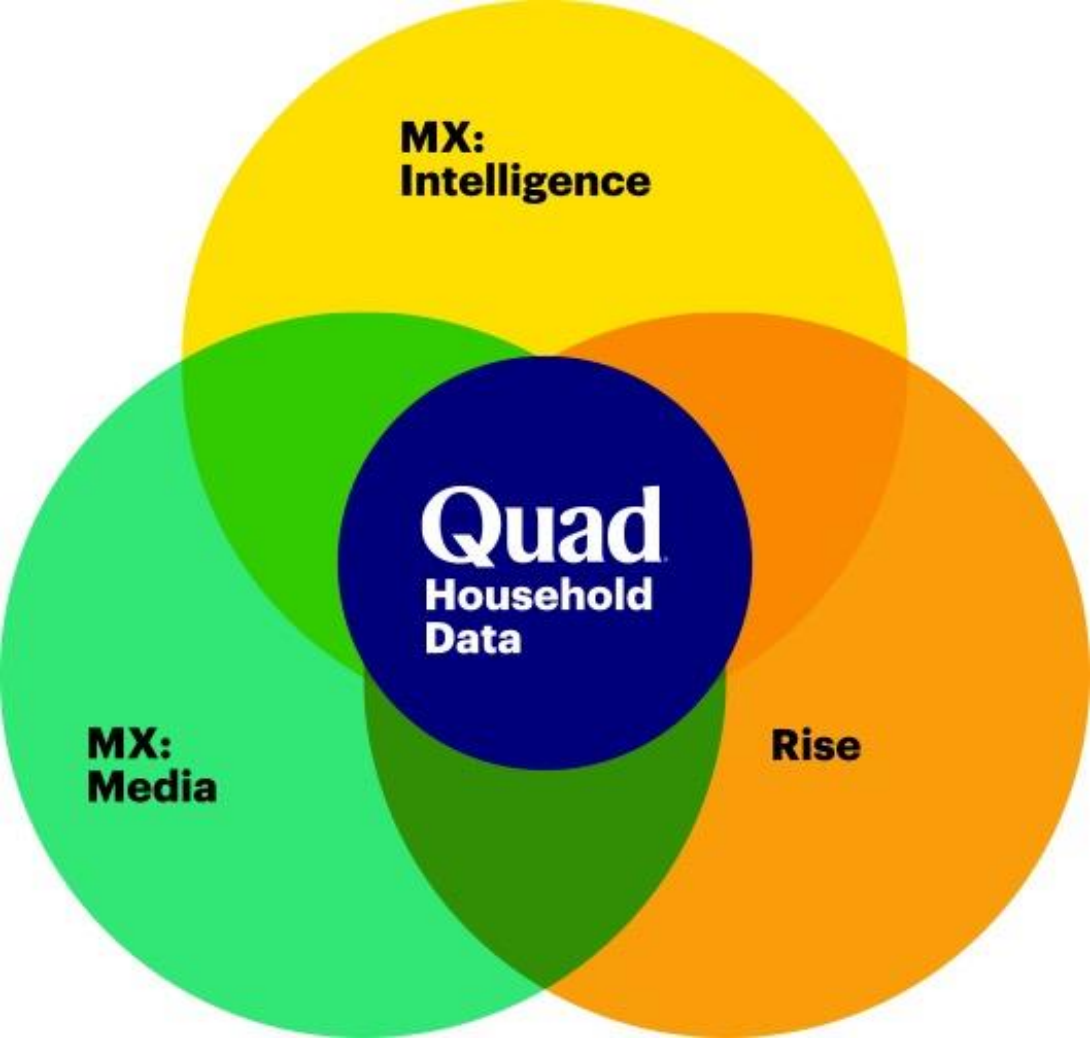 MX:
Intelligence
Quad
Household
Data
MX:
Media
Rise